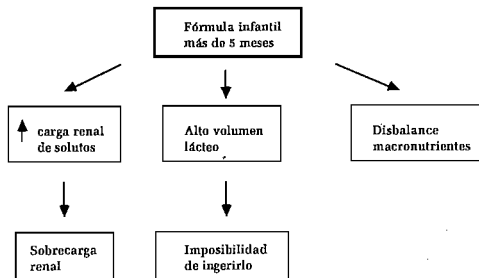 Fórmula infantil
más de 5 meses
carga renal
de solutos
Alto volumen
lácteo
Disbalance
macronutrientes
Sobrecarga
renal
Imposibilidad
de ingerirlo